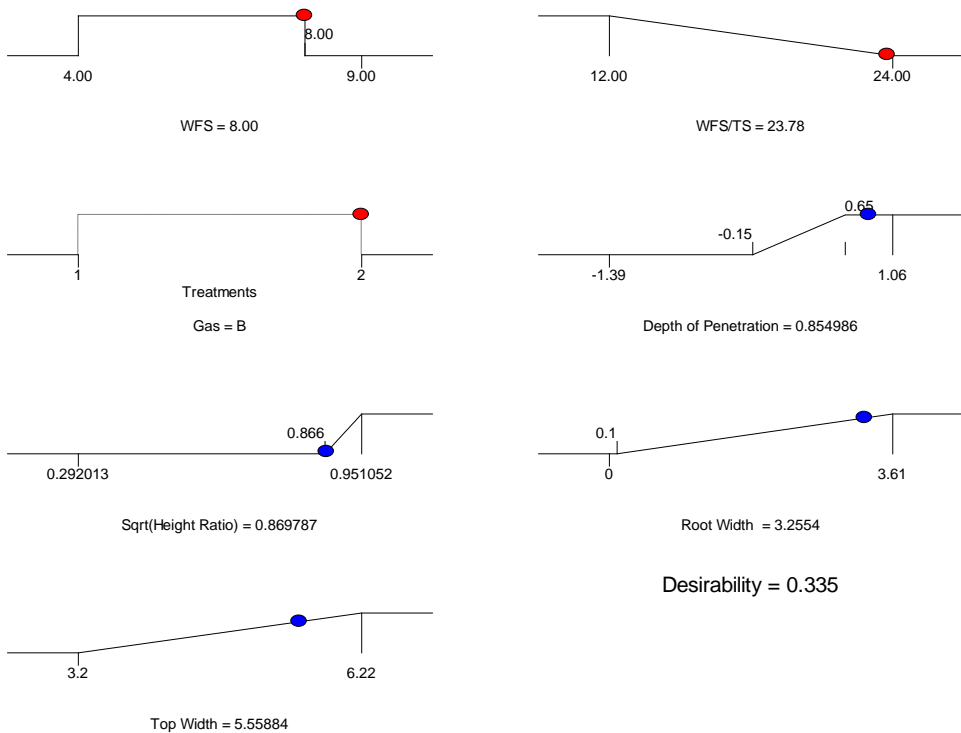 8.00
4.00
9.00
WFS = 8.00
12.00
24.00
WFS/TS = 23.78
1
2
Treatments
Gas = B
-0.15
0.65
-1.39
1.06
Depth of Penetration = 0.854986
0.866
0.292013
0.951052
Sqrt(Height Ratio) = 0.869787
0.1
0
3.61
Root Width = 3.2554
3.2
6.22
Top Width = 5.55884
Desirability = 0.335